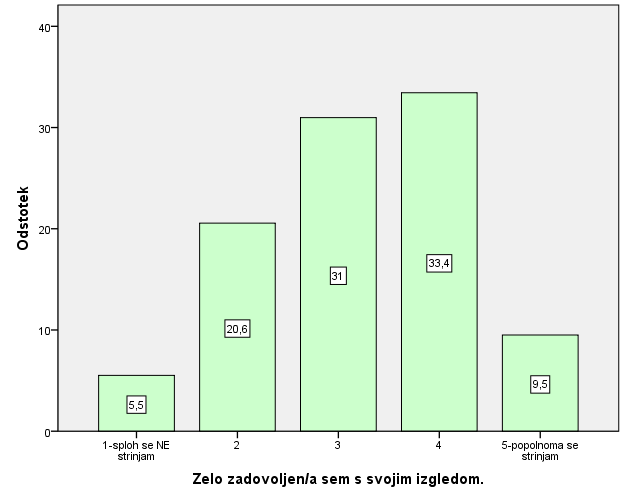 40
30
20
10
0
Odstotek
5,5
20,6
31
33,4
9,5
1-sploh se NE
strinjam
2
3
4
5-popolnoma se
strinjam
Zelo zadovoljen/a sem s svojim izgledom.